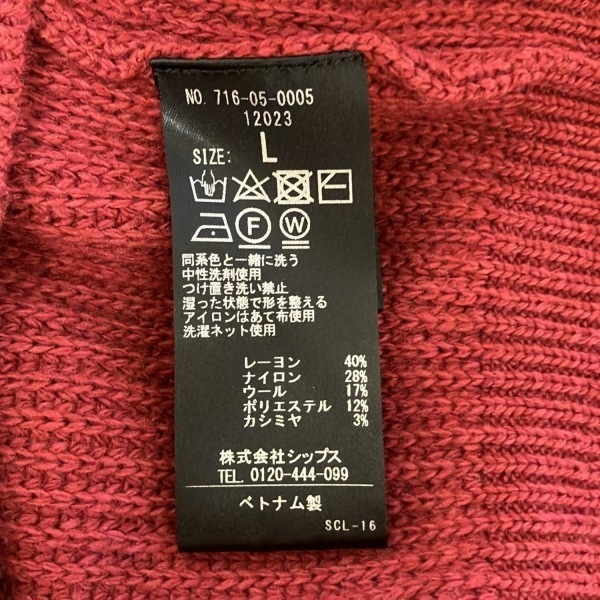 NO. 716-05-0005
12023
SIZE: L
F W
同系色と一緒に洗う
中性洗剤使用
つけ置き洗い禁止
湿った状態で形を整える
アイロンはあて布使用
洗濯ネット使用
レーヨン 40%
ナイロン 28%
ウール 17%
ポリエステル 12%
カシミヤ 3%
株式会社シップス
TEL. 0120-444-099
ベトナム製
SCL-16